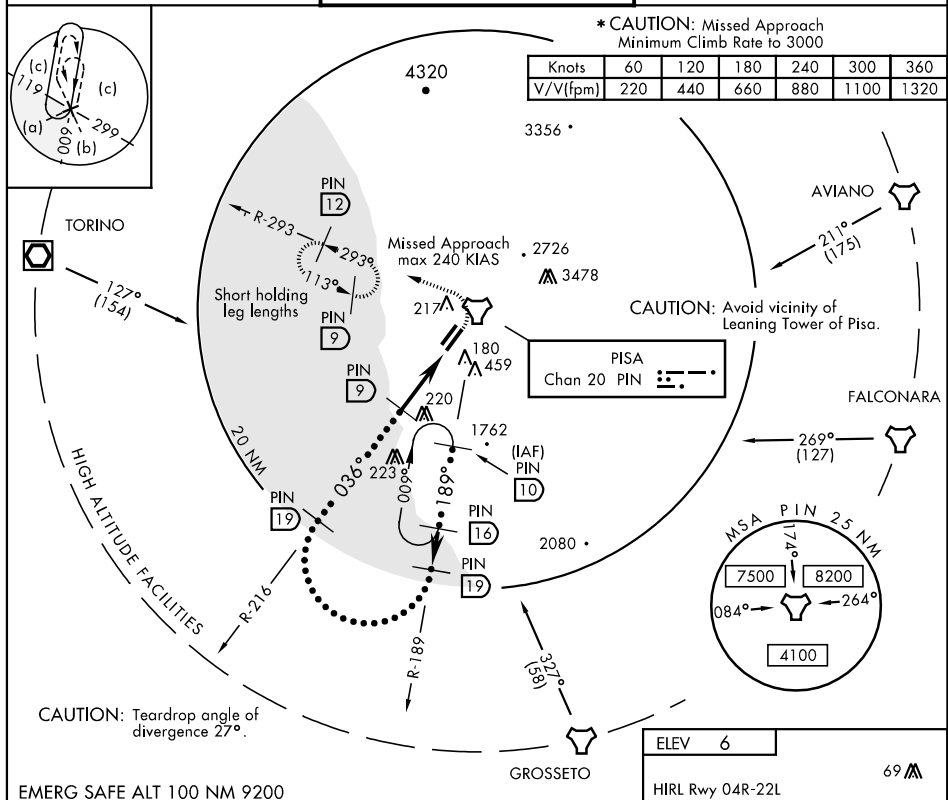 * CAUTION: Missed Approach
Minimum Climb Rate to 3000
Knots 60 120 180 240 300 360
V/V(fpm) 220 440 660 880 1100 1320
(c)
(c)
119
(a)
009
(b)
299
4320
3356
TORINO
127°
(154)
PIN
12
R-293
293°
113°
Short holding
leg lengths
PIN
9
Missed Approach
max 240 KIAS
2726
3478
217
AVIANO
211°
(175)
CAUTION: Avoid vicinity of
Leaning Tower of Pisa.
180
459
PISA
Chan 20 PIN
FALCONARA
269°
(127)
PIN
9
220
1762
(IAF)
PIN
10
223
20 NM
036°
009°
189°
PIN
19
PIN
16
PIN
19
2080
HIGH ALTITUDE FACILITIES
R-216
R-189
327°
(58)
GROSSETO
MSA PIN 25 NM
174°
7500
8200
084°
264°
4100
CAUTION: Teardrop angle of
divergence 27°.
EMERG SAFE ALT 100 NM 9200
ELEV 6
69
HIRL Rwy 04R-22L